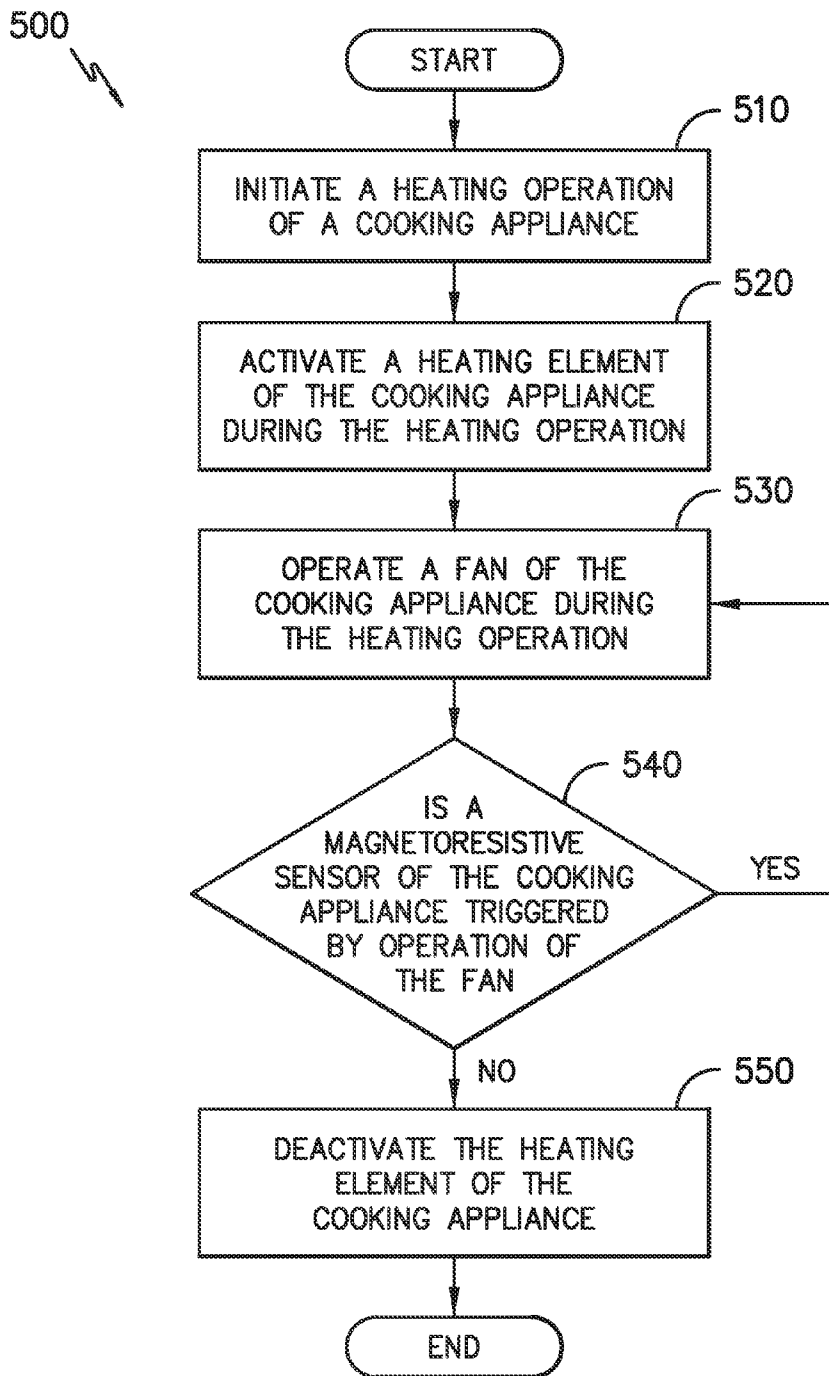 500
START
510
INITIATE A HEATING OPERATION
OF A COOKING APPLIANCE
520
ACTIVATE A HEATING ELEMENT
OF THE COOKING APPLIANCE
DURING THE HEATING OPERATION
530
OPERATE A FAN OF THE
COOKING APPLIANCE DURING
THE HEATING OPERATION
540
IS A
MAGNETORESISTIVE
SENSOR OF THE COOKING
APPLIANCE TRIGGERED
BY OPERATION OF
THE FAN
YES
NO
550
DEACTIVATE THE HEATING
ELEMENT OF THE
COOKING APPLIANCE
END